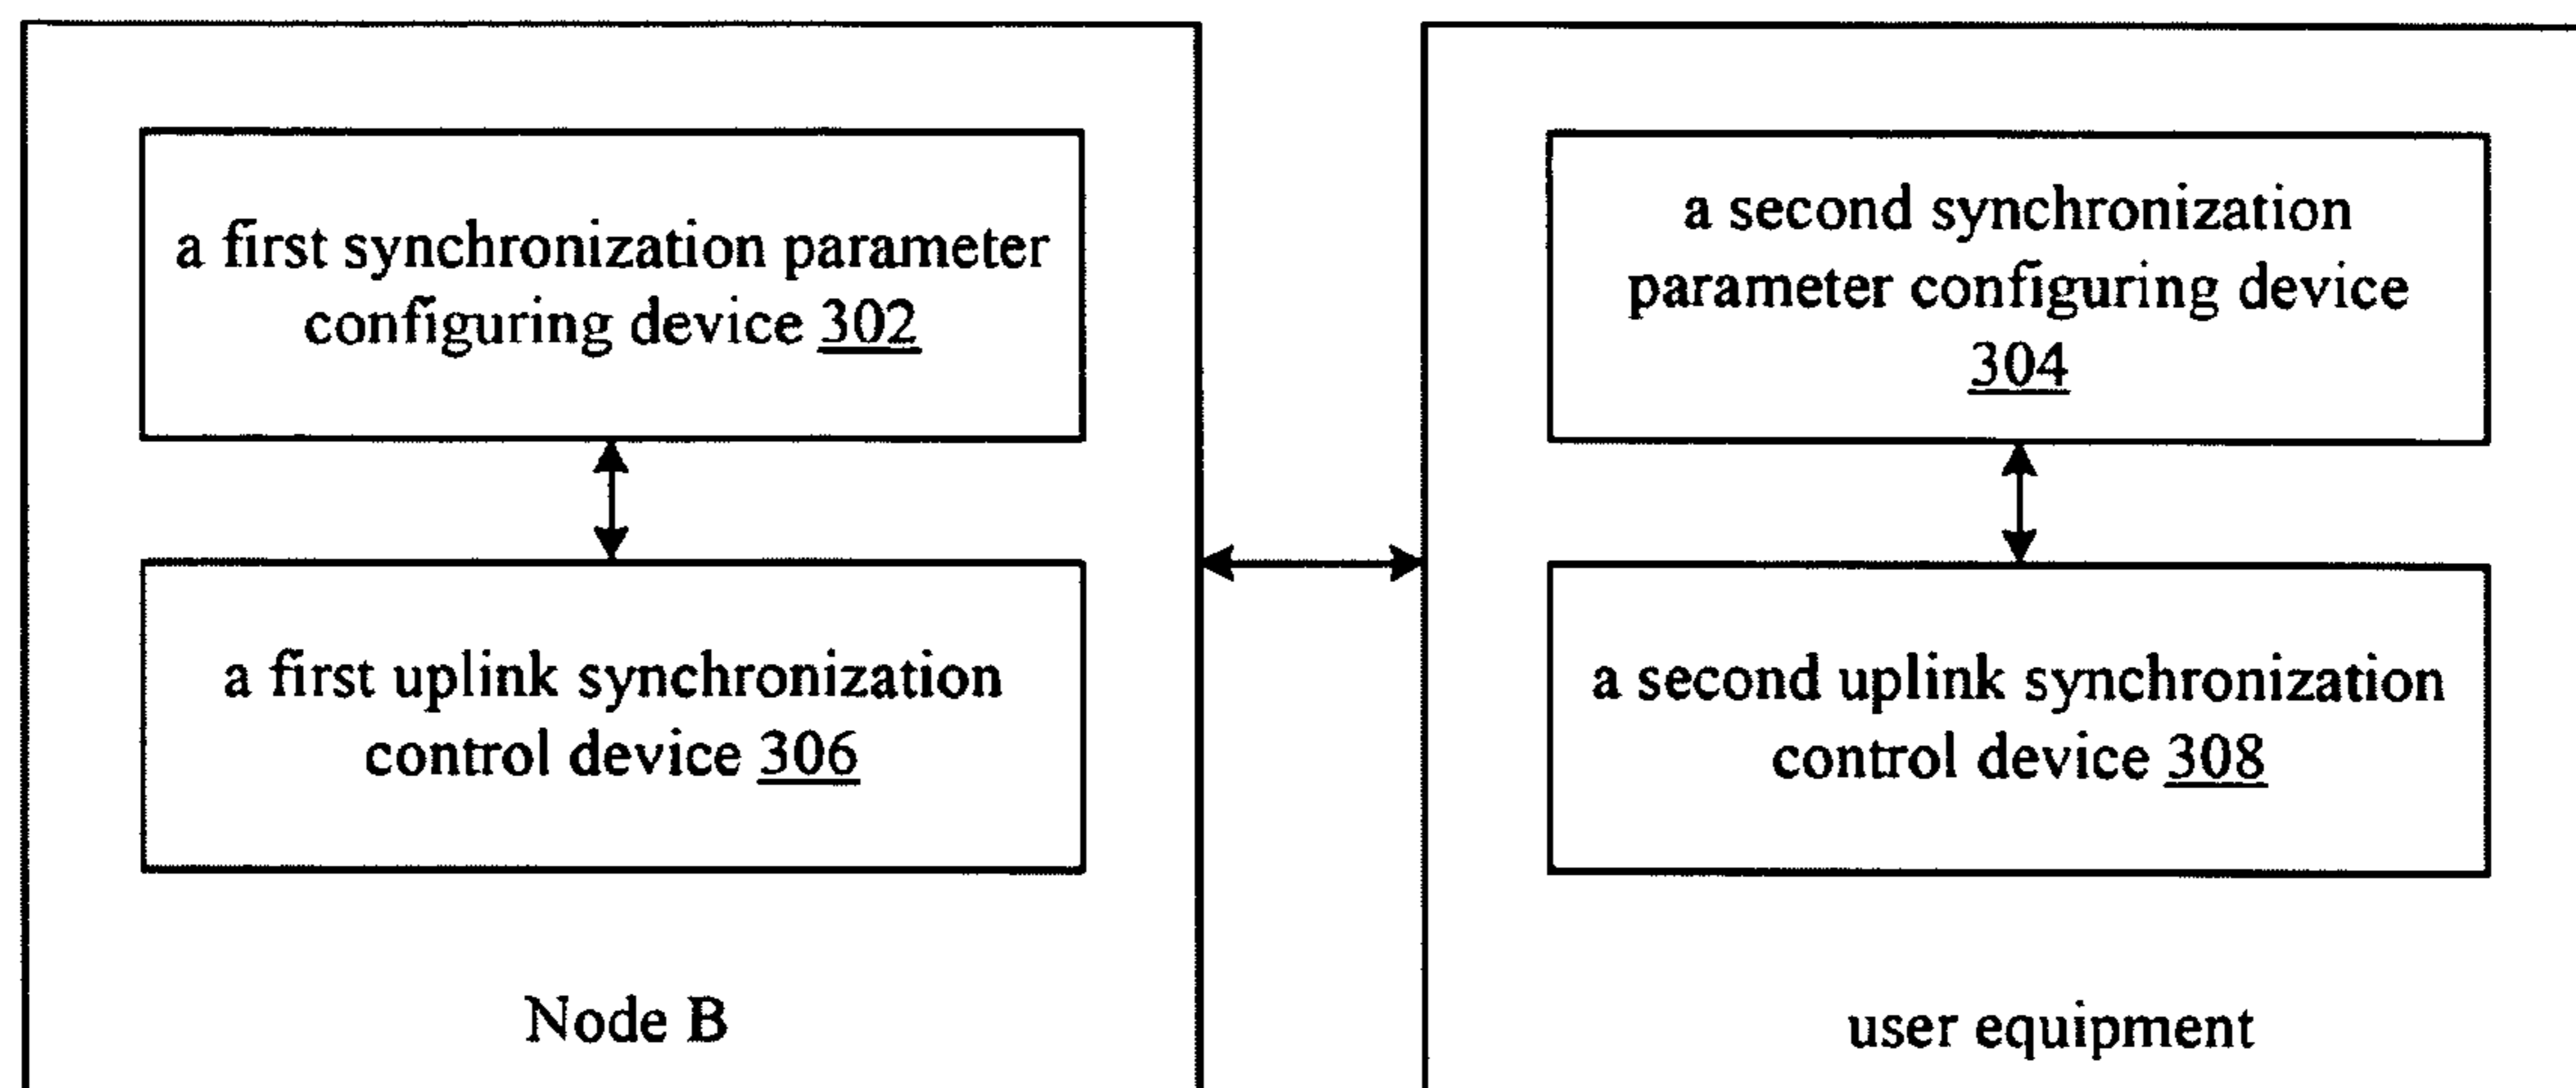 a first synchronization parameter
configuring device 302
a second synchronization
parameter configuring device
304
a first uplink synchronization
control device 306
a second uplink synchronization
control device 308
Node B
user equipment